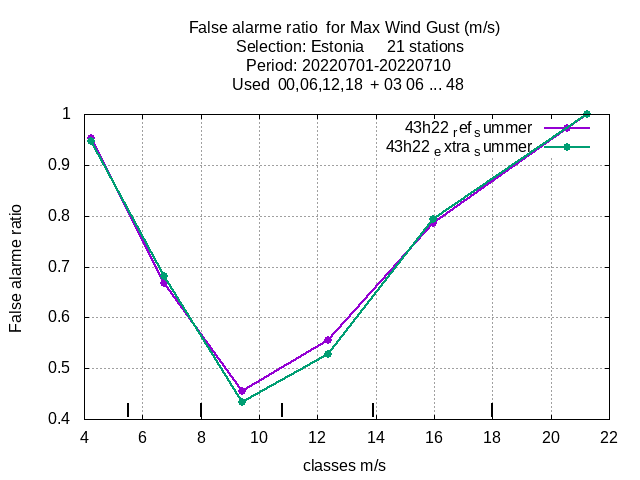 False alarme ratio  for Max Wind Gust (m/s)
Selection: Estonia     21 stations
Period: 20220701-20220710
Used  00,06,12,18  + 03 06 ... 48
43h22 ref summer
43h22 extra summer
1
0.9
0.8
0.7
0.6
0.5
0.4
False alarme ratio
4 6 8 10 12 14 16 18 20 22
classes m/s